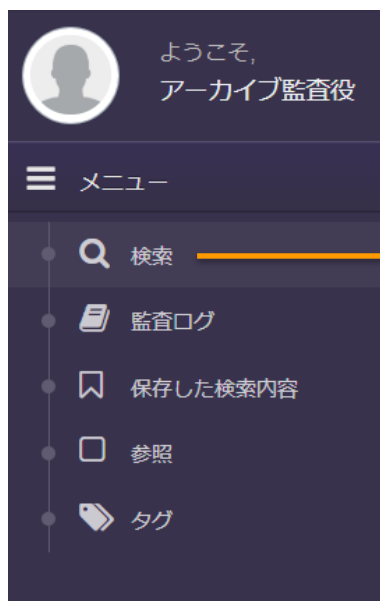 ようこそ,
アーカイブ監査役
メニュー
検索
監査ログ
保存した検索内容
参照
タグ